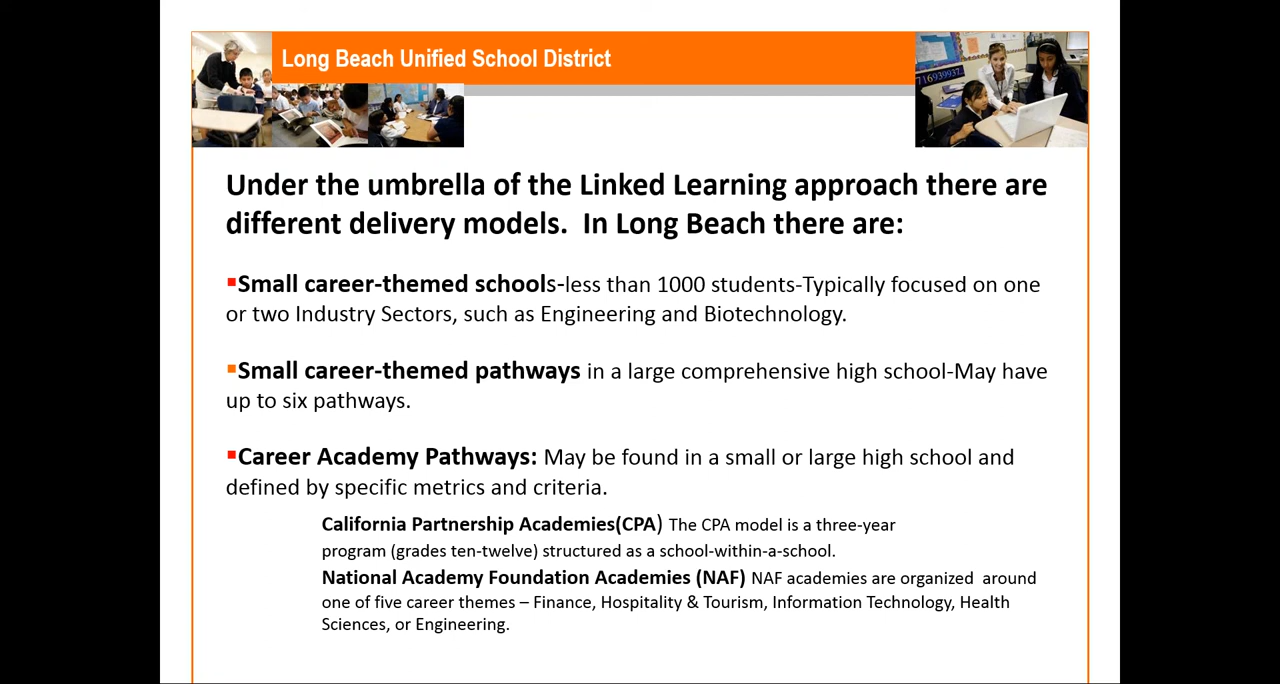 Long Beach Unified School District
716939937
Under the umbrella of the Linked Learning approach there are
different delivery models.  In Long Beach there are:
▪Small career-themed schools-less than 1000 students-Typically focused on one
or two Industry Sectors, such as Engineering and Biotechnology.
▪Small career-themed pathways in a large comprehensive high school-May have
up to six pathways.
▪Career Academy Pathways: May be found in a small or large high school and
defined by specific metrics and criteria.
California Partnership Academies(CPA) The CPA model is a three-year
program (grades ten-twelve) structured as a school-within-a-school.
National Academy Foundation Academies (NAF) NAF academies are organized  around
one of five career themes – Finance, Hospitality & Tourism, Information Technology, Health
Sciences, or Engineering.